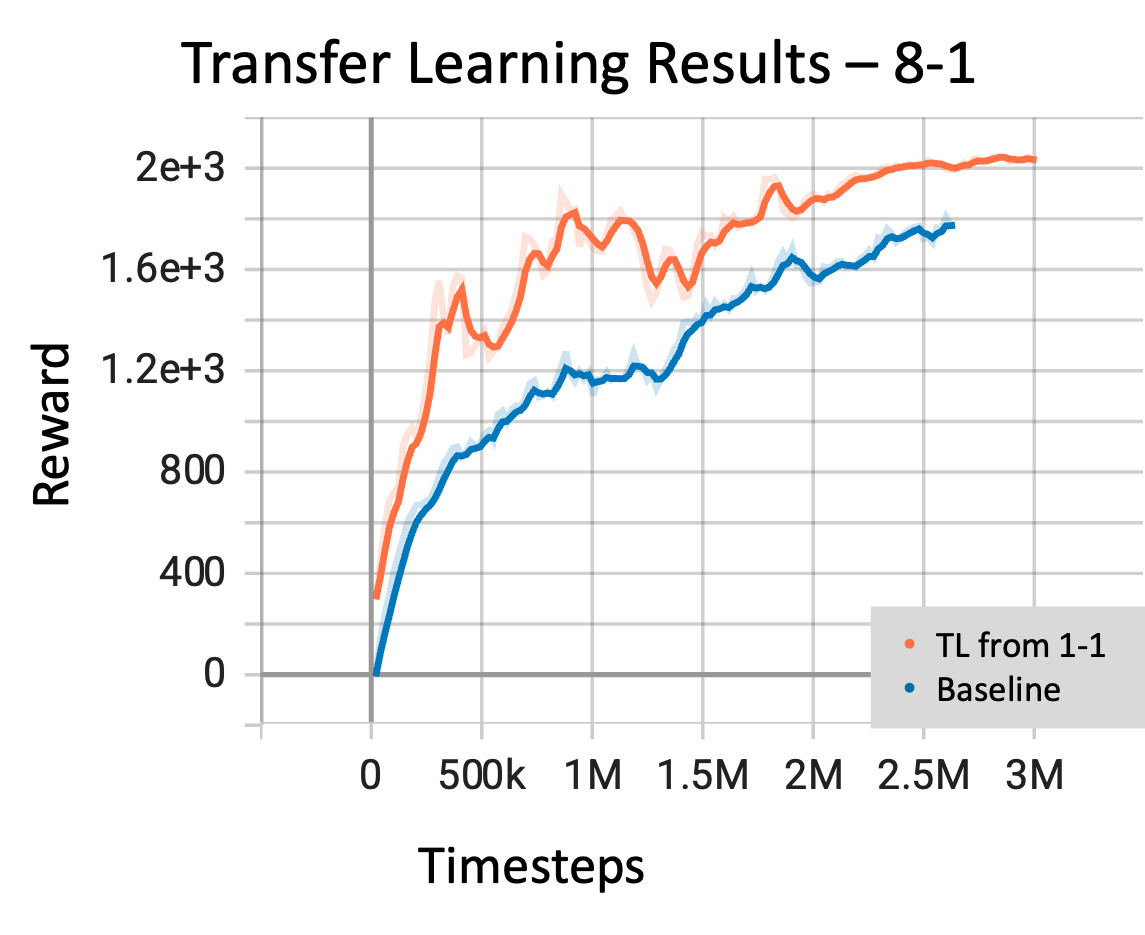 Transfer Learning Results – 8-1
2e+3
1.6e+3
1.2e+3
800
400
0
Reward
0 500k 1M 1.5M 2M 2.5M 3M
Timesteps
TL from 1-1
Baseline